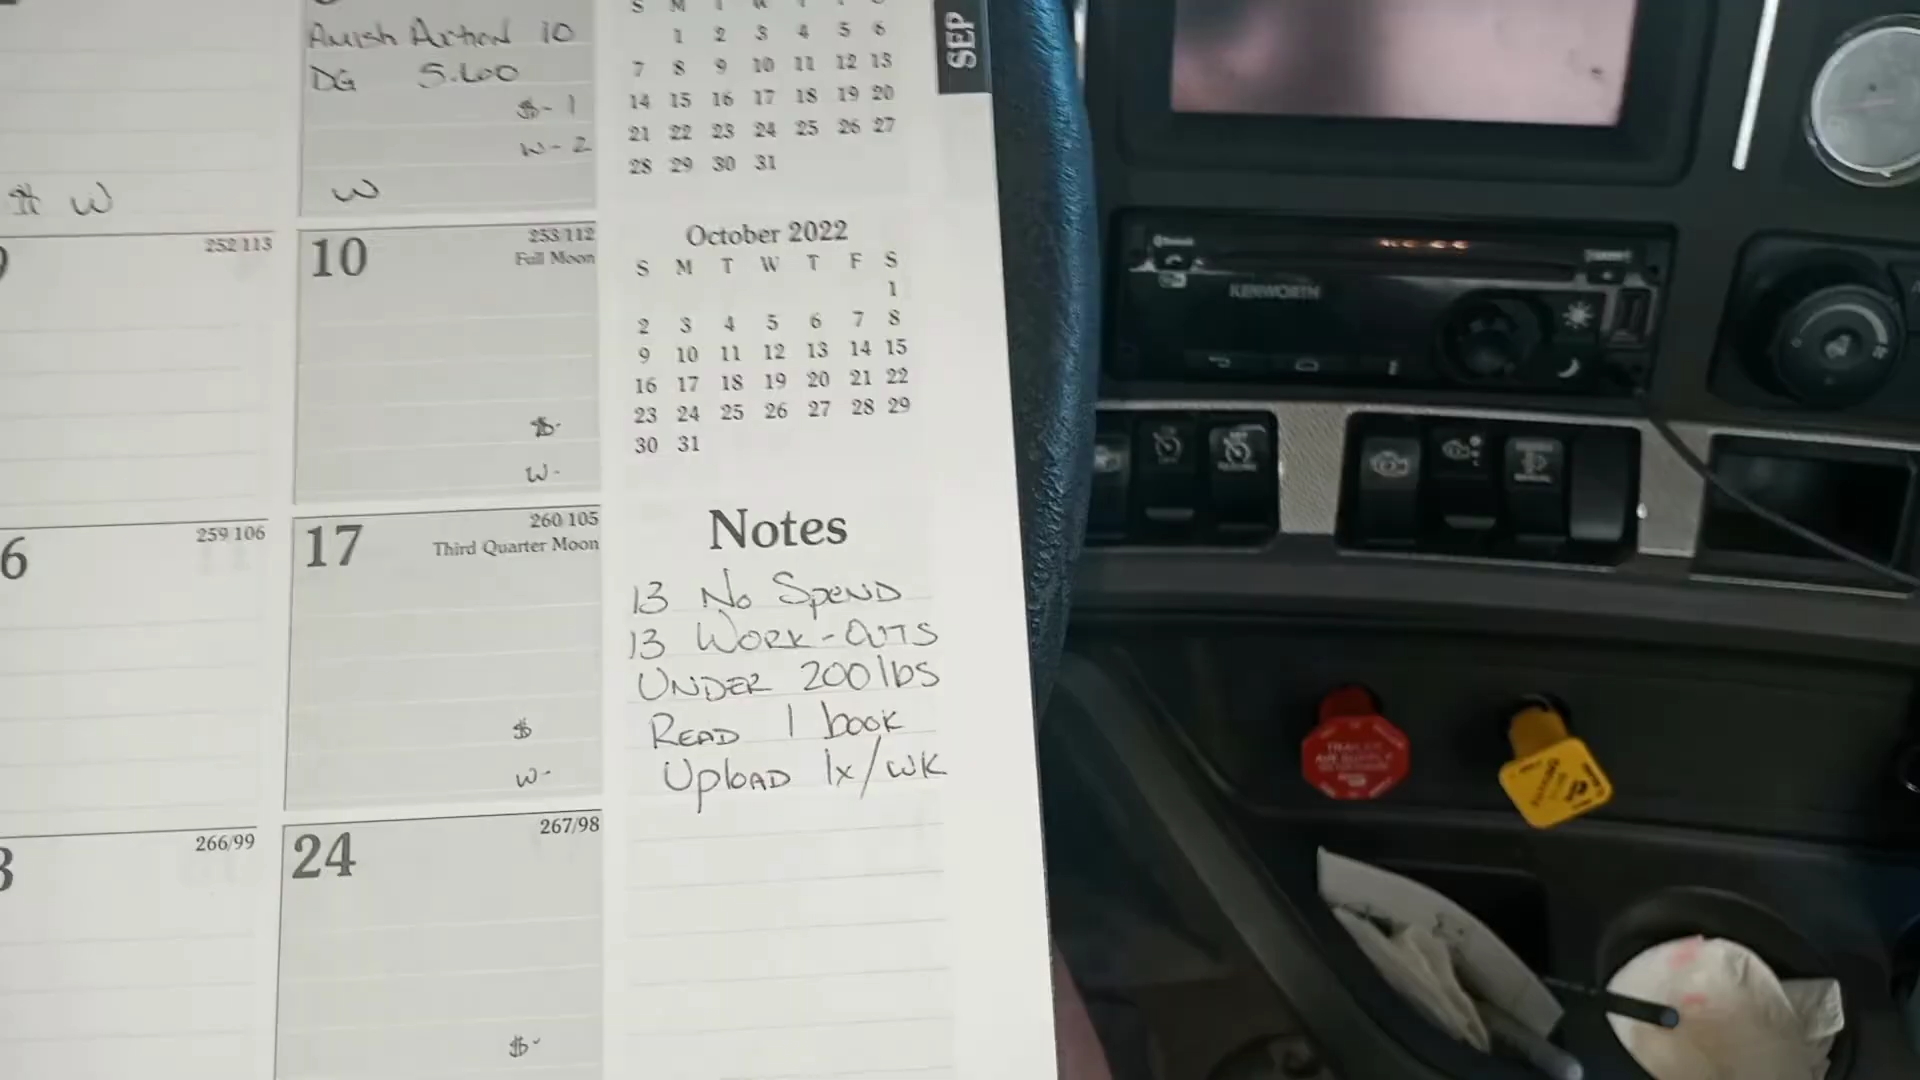 Amish Auction 10
DG 5.60
$ - 1
W - 2
$ W
W
S M T W T F S
1 2 3 4 5 6
7 8 9 10 11 12 13
14 15 16 17 18 19 20
21 22 23 24 25 26 27
28 29 30 31
SEP
252 113
10
253/112
Full Moon
$-
W-
October 2022
S M T W T F S
1
2 3 4 5 6 7 8
9 10 11 12 13 14 15
16 17 18 19 20 21 22
23 24 25 26 27 28 29
30 31
6
259 106
17
260 105
Third Quarter Moon
$
W-
266/99
24
267/98
$-
Notes
13 No Spend
13 Work-Outs
Under 200 lbs
Read 1 book
Upload 1x/wk
KENWORTH
TRAILER
AIR SUPPLY